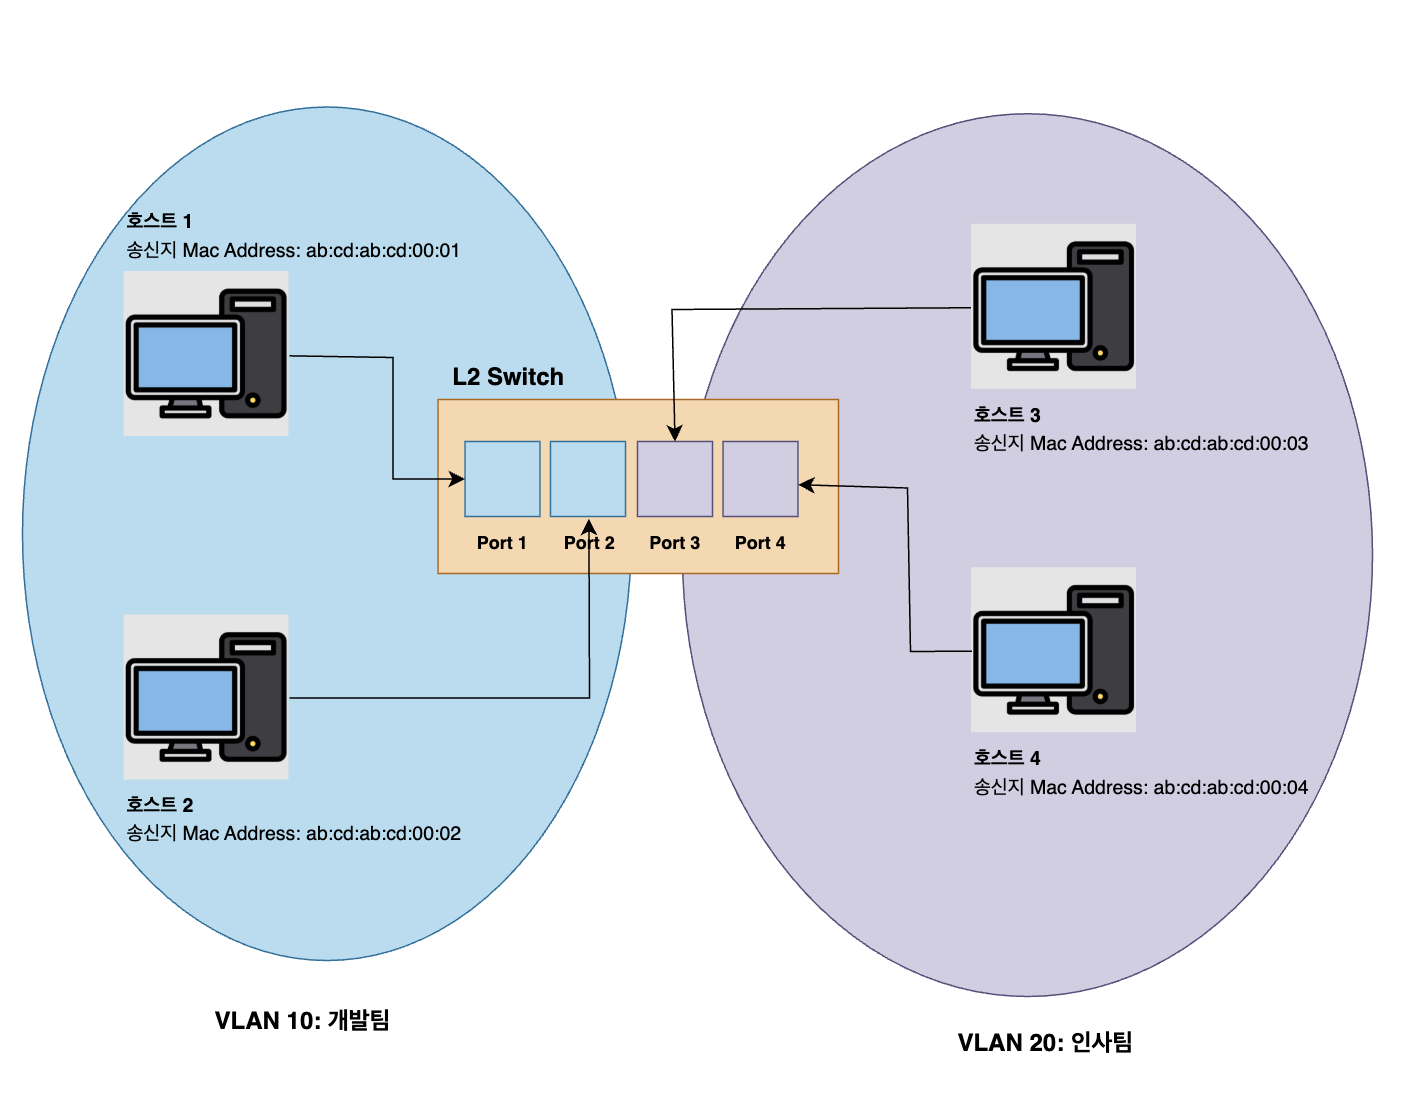 호스트 1
송신지 Mac Address: ab:cd:ab:cd:00:01
L2 Switch
Port 1
Port 2
Port 3
Port 4
호스트 3
송신지 Mac Address: ab:cd:ab:cd:00:03
호스트 2
송신지 Mac Address: ab:cd:ab:cd:00:02
호스트 4
송신지 Mac Address: ab:cd:ab:cd:00:04
VLAN 10: 개발팀
VLAN 20: 인사팀